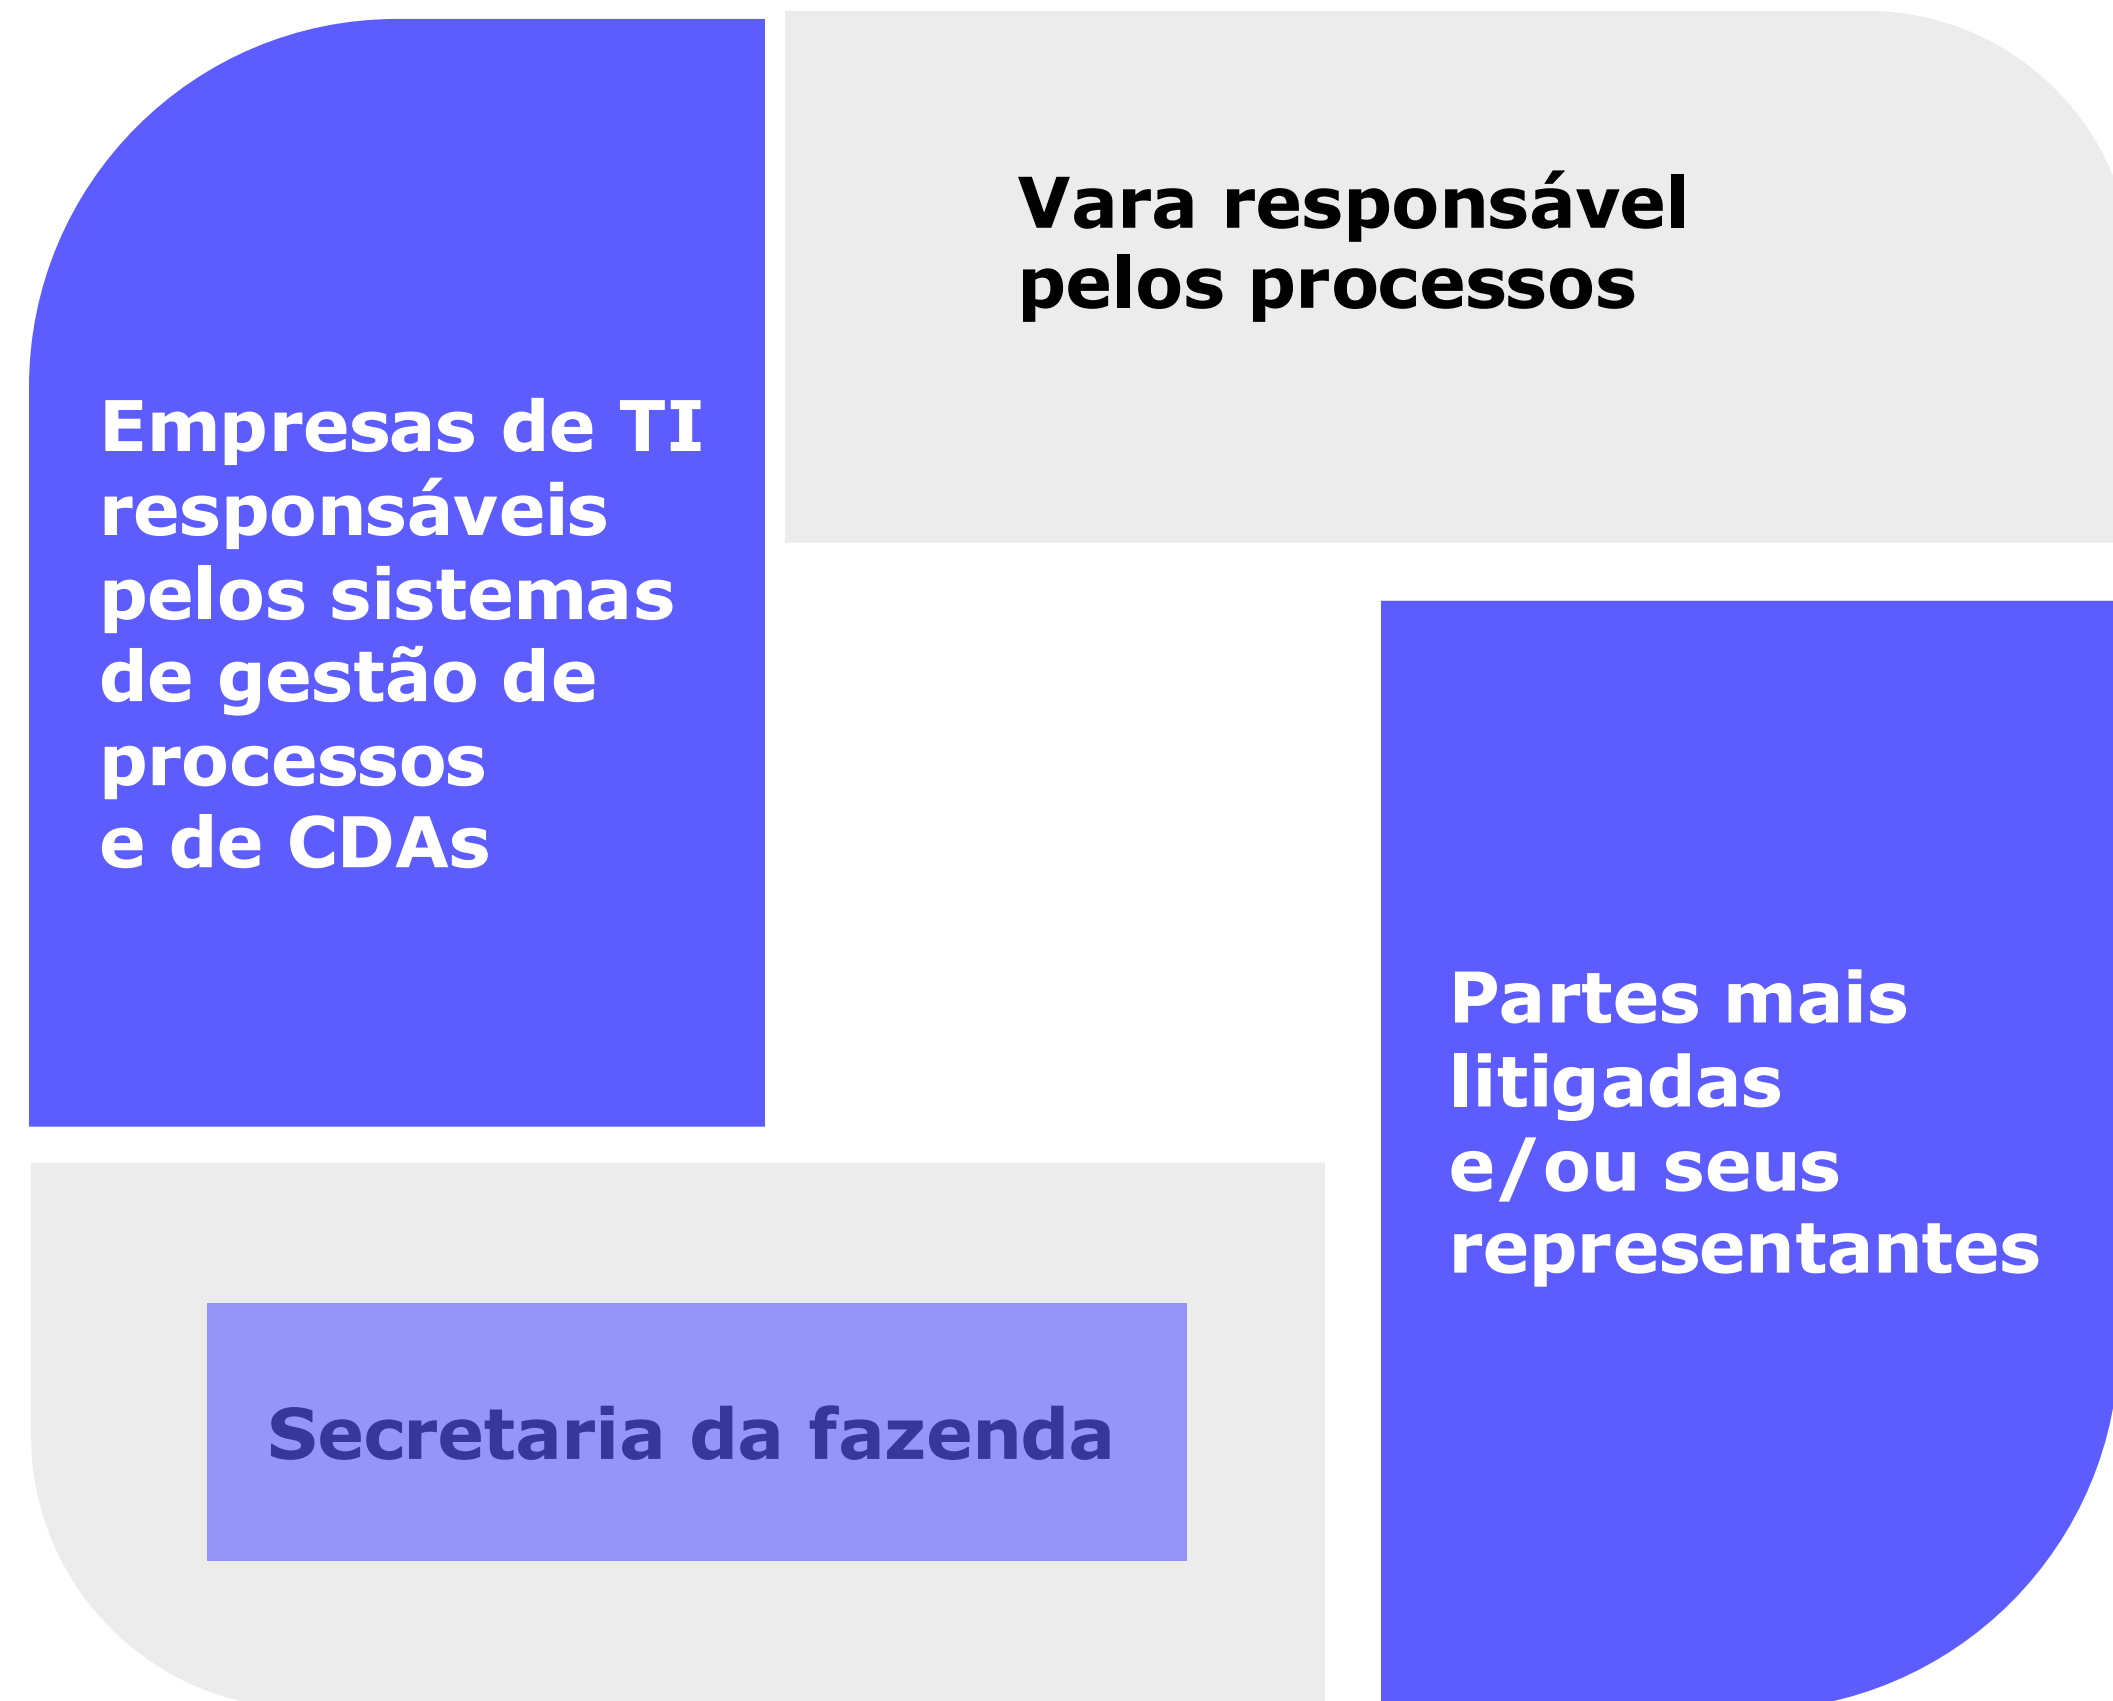 Vara responsável
pelos processos
Empresas de TI
responsáveis
pelos sistemas
de gestão de
processos
e de CDAs
Partes mais
litigadas
e/ou seus
representantes
Secretaria da fazenda